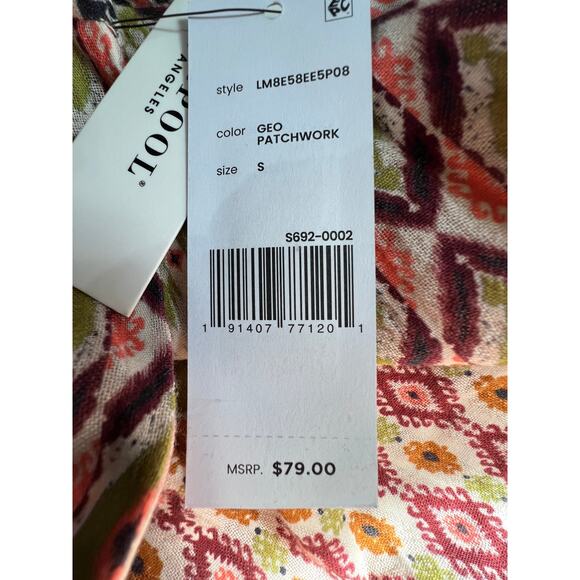 POOL®
ANGELES
style LM8E58EE5P08
color GEO
PATCHWORK
size S
S692-0002
1 91407 77120 1
MSRP. $79.00